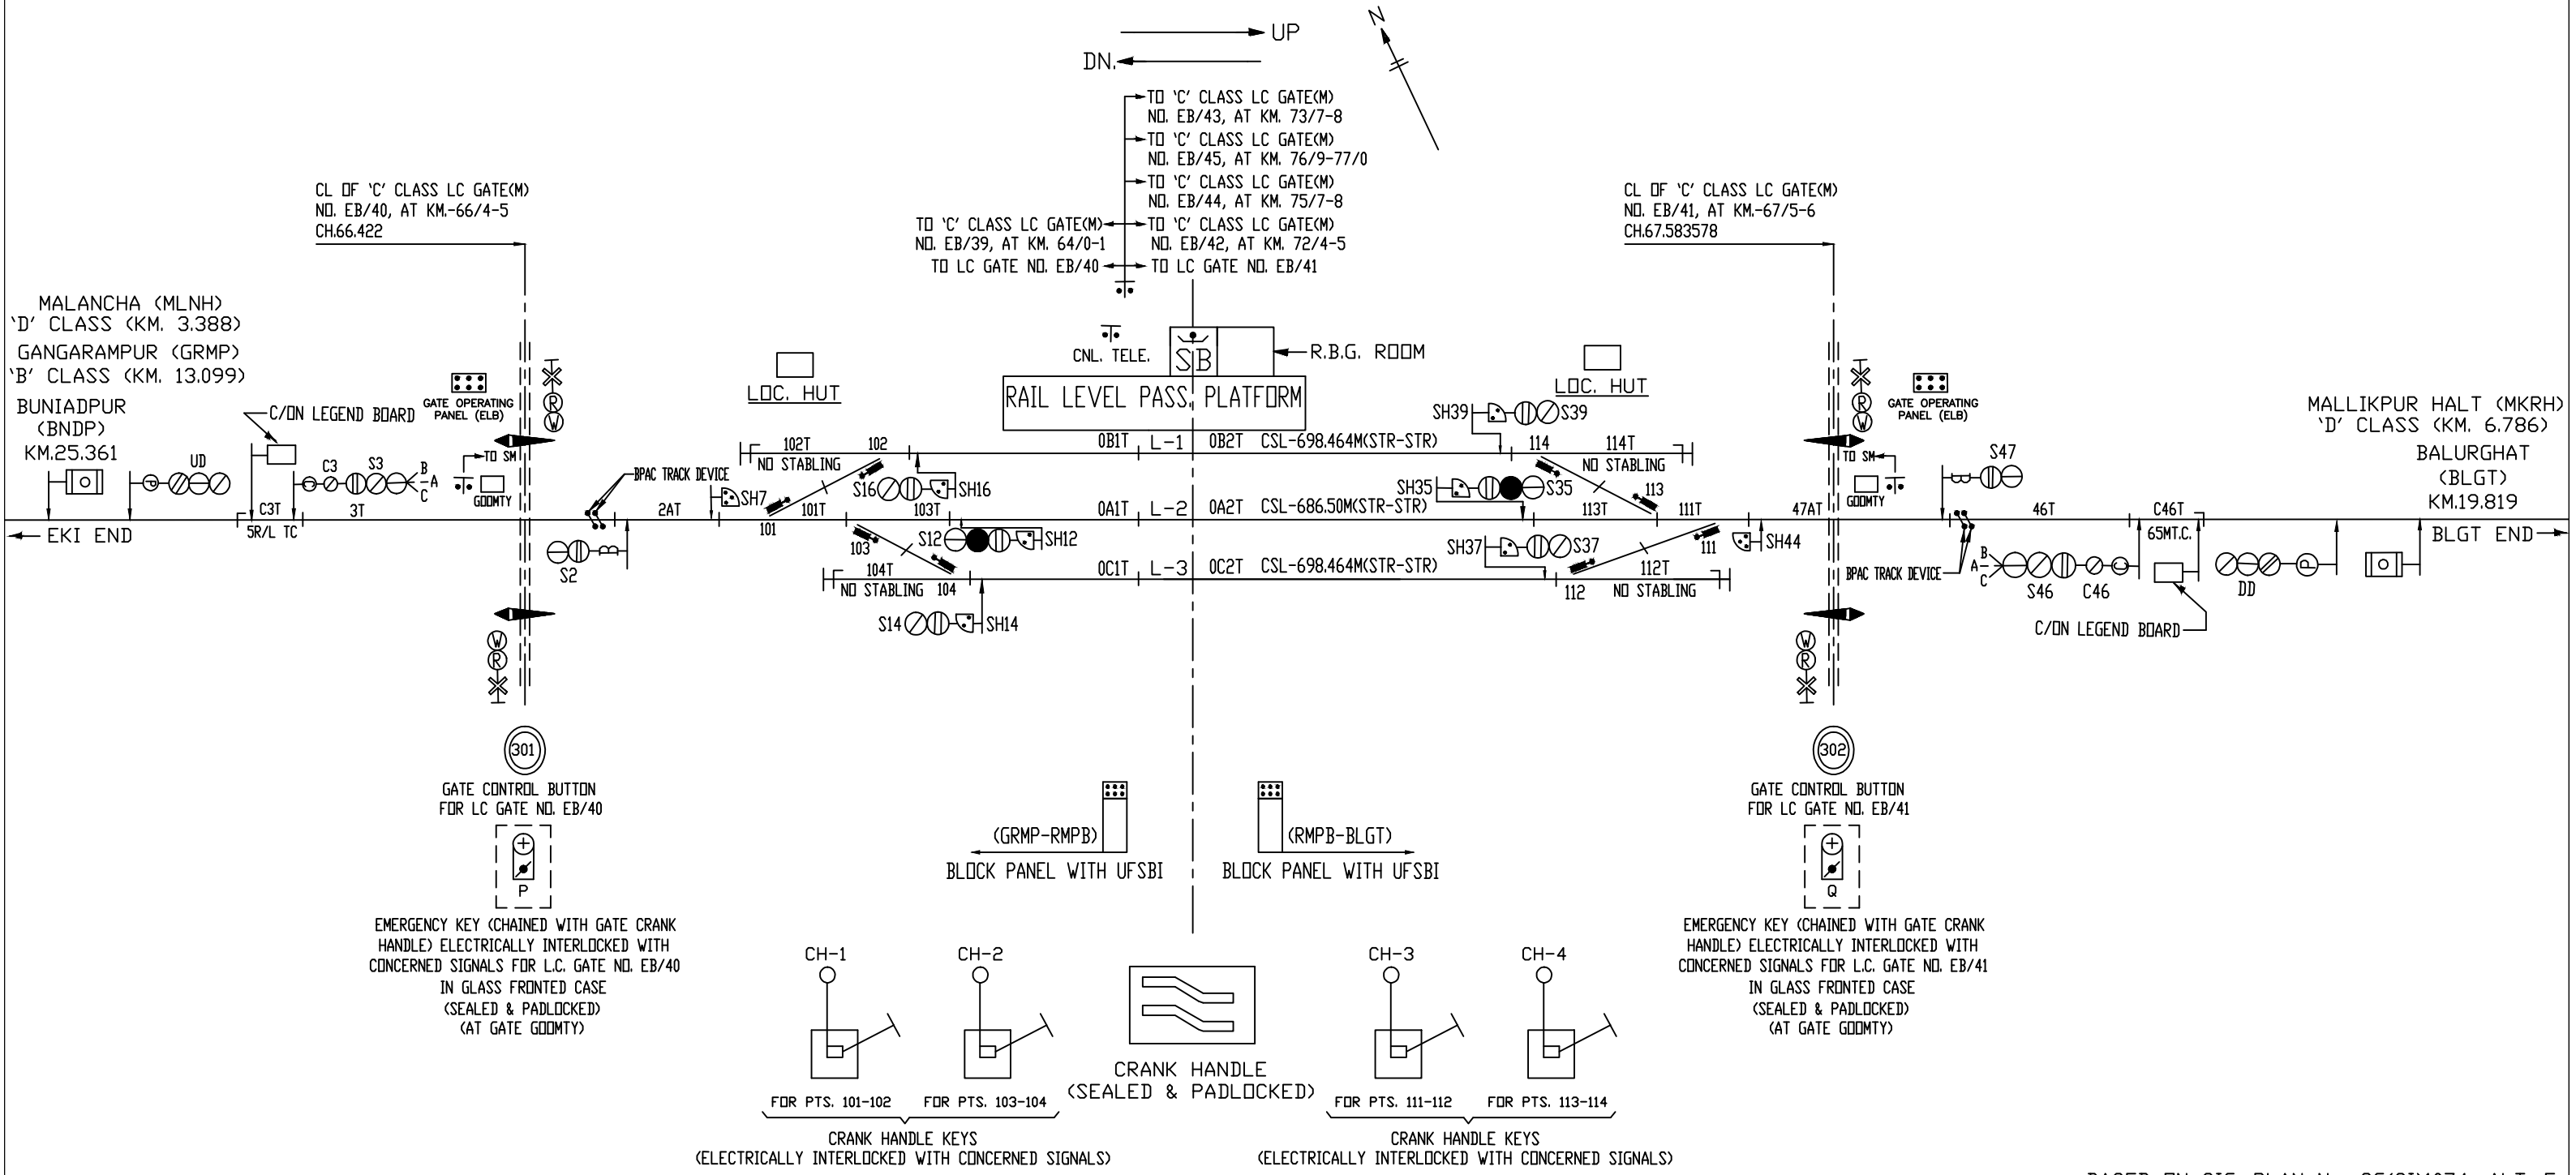 UP
DN.
N
TO 'C' CLASS LC GATE(M)
NO. EB/43, AT KM. 73/7-8
TO 'C' CLASS LC GATE(M)
NO. EB/45, AT KM. 76/9-77/0
TO 'C' CLASS LC GATE(M)
NO. EB/44, AT KM. 75/7-8
TO 'C' CLASS LC GATE(M)
NO. EB/39, AT KM. 64/0-1
TO 'C' CLASS LC GATE(M)
NO. EB/42, AT KM. 72/4-5
TO LC GATE NO. EB/40
TO LC GATE NO. EB/41
CL OF 'C' CLASS LC GATE(M)
NO. EB/40, AT KM.-66/4-5
CH.66.422
CL OF 'C' CLASS LC GATE(M)
NO. EB/41, AT KM.-67/5-6
CH.67.583578
MALANCHA (MLNH)
'D' CLASS (KM. 3.388)
GANGARAMPUR (GRMP)
'B' CLASS (KM. 13.099)
BUNIADPUR
(BNDP)
KM.25.361
C/ON LEGEND BOARD
GATE OPERATING
PANEL (ELB)
R
W
LOC. HUT
CNL. TELE.
SB
R.B.G. ROOM
RAIL LEVEL PASS. PLATFORM
LOC. HUT
R
W
GATE OPERATING
PANEL (ELB)
MALLIKPUR HALT (MKRH)
'D' CLASS (KM. 6.786)
BALURGHAT
(BLGT)
KM.19.819
P
UD
C
C3
S3
B
A
C
TO SM
GOOMTY
BPAC TRACK DEVICE
SH7
102T
102
NO STABLING
0B1T
L-1
0B2T
CSL-698.464M(STR-STR)
SH39
S39
114
114T
NO STABLING
S16
SH16
SH35
S35
113
TO SM
GOOMTY
S47
B
C3T
5R/L TC
3T
2AT
101
101T
103T
0A1T
L-2
0A2T
CSL-686.50M(STR-STR)
113T
111T
47AT
46T
C46T
65MT.C.
EKI END
BLGT END
S2
B
103
S12
SH12
SH37
S37
111
SH44
104T
NO STABLING
104
0C1T
L-3
0C2T
CSL-698.464M(STR-STR)
112
112T
NO STABLING
BPAC TRACK DEVICE
B
A
C
S46
C46
C
DD
P
C/ON LEGEND BOARD
S14
SH14
W
R
W
R
301
GATE CONTROL BUTTON
FOR LC GATE NO. EB/40
P
EMERGENCY KEY (CHAINED WITH GATE CRANK
HANDLE) ELECTRICALLY INTERLOCKED WITH
CONCERNED SIGNALS FOR L.C. GATE NO. EB/40
IN GLASS FRONTED CASE
(SEALED & PADLOCKED)
(AT GATE GOOMTY)
(GRMP-RMPB)
BLOCK PANEL WITH UFSBI
(RMPB-BLGT)
BLOCK PANEL WITH UFSBI
302
GATE CONTROL BUTTON
FOR LC GATE NO. EB/41
Q
EMERGENCY KEY (CHAINED WITH GATE CRANK
HANDLE) ELECTRICALLY INTERLOCKED WITH
CONCERNED SIGNALS FOR L.C. GATE NO. EB/41
IN GLASS FRONTED CASE
(SEALED & PADLOCKED)
(AT GATE GOOMTY)
CH-1
CH-2
CH-3
CH-4
CRANK HANDLE
(SEALED & PADLOCKED)
FOR PTS. 101-102
FOR PTS. 103-104
FOR PTS. 111-112
FOR PTS. 113-114
CRANK HANDLE KEYS
(ELECTRICALLY INTERLOCKED WITH CONCERNED SIGNALS)
CRANK HANDLE KEYS
(ELECTRICALLY INTERLOCKED WITH CONCERNED SIGNALS)